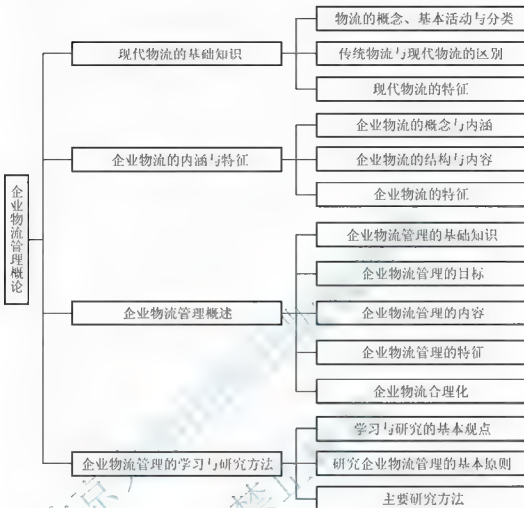 企业物流管理概论
现代物流的基础知识
物流的概念、基本活动与分类
传统物流与现代物流的区别
现代物流的特征
企业物流的内涵与特征
企业物流的概念与内涵
企业物流的结构与内容
企业物流的特征
企业物流管理概述
企业物流管理的基础知识
企业物流管理的目标
企业物流管理的内容
企业物流管理的特征
企业物流合理化
企业物流管理的学习与研究方法
学习与研究的基本观点
研究企业物流管理的基本原则
主要研究方法